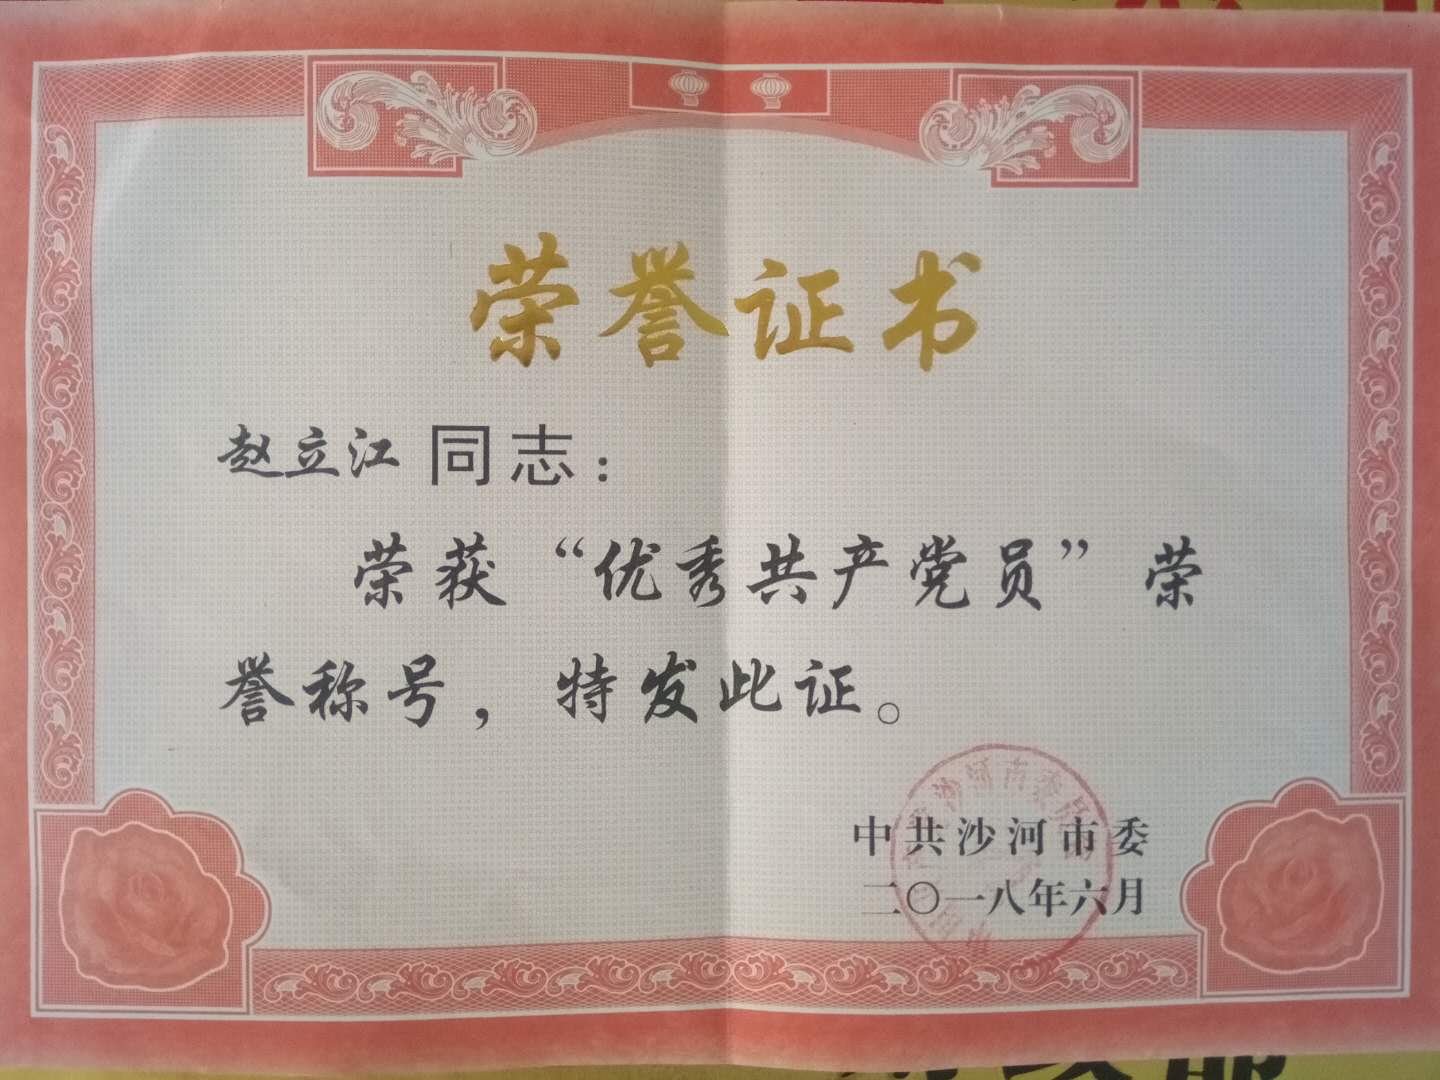 荣誉证书
赵立江同志：
荣获“优秀共产党员”荣
誉称号，特发此证。
中共沙河市委
二〇一八年六月